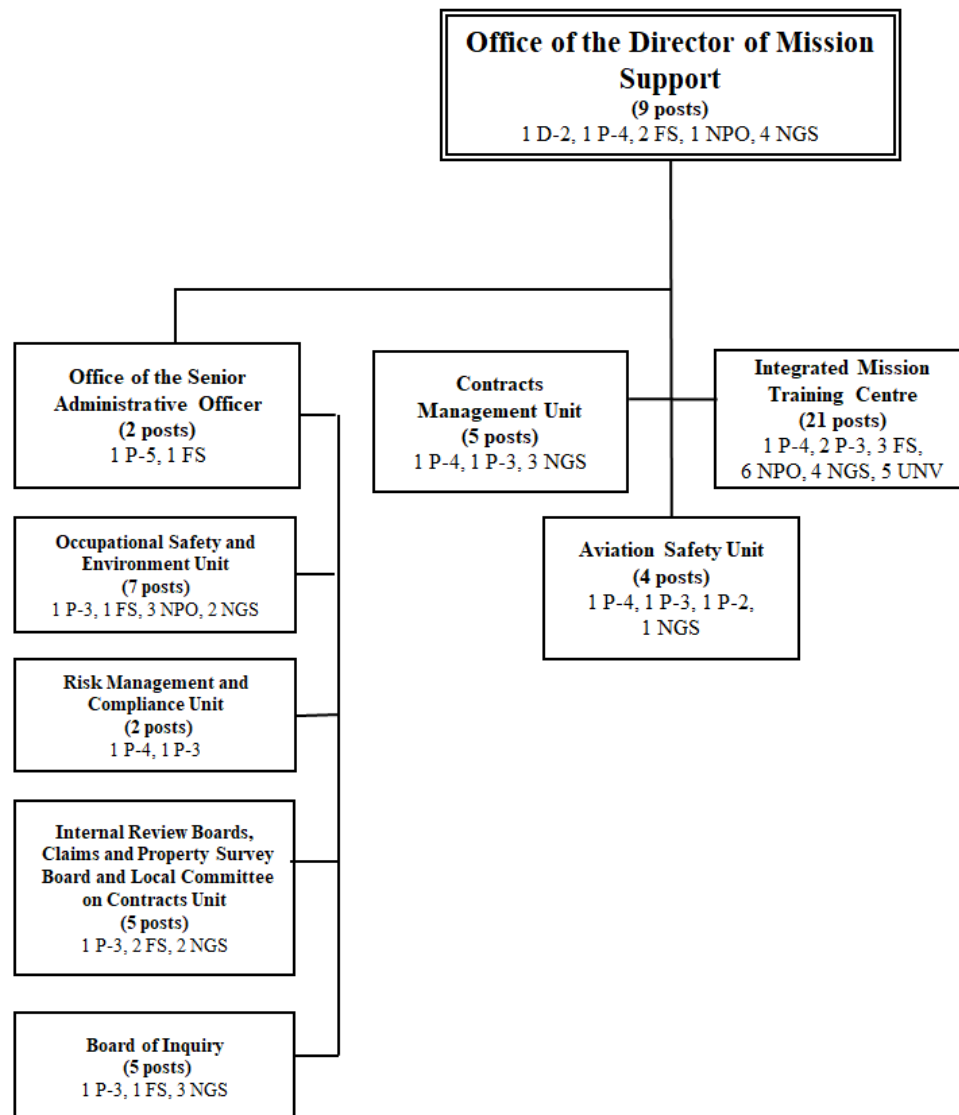 Office of the Director of Mission
Support
(9 posts)
1 D-2, 1 P-4, 2 FS, 1 NPO, 4 NGS
Office of the Senior
Administrative Officer
(2 posts)
1 P-5, 1 FS
Contracts
Management Unit
(5 posts)
1 P-4, 1 P-3, 3 NGS
Integrated Mission
Training Centre
(21 posts)
1 P-4, 2 P-3, 3 FS,
6 NPO, 4 NGS, 5 UNV
Aviation Safety Unit
(4 posts)
1 P-4, 1 P-3, 1 P-2,
1 NGS
Occupational Safety and
Environment Unit
(7 posts)
1 P-3, 1 FS, 3 NPO, 2 NGS
Risk Management and
Compliance Unit
(2 posts)
1 P-4, 1 P-3
Internal Review Boards,
Claims and Property Survey
Board and Local Committee
on Contracts Unit
(5 posts)
1 P-3, 2 FS, 2 NGS
Board of Inquiry
(5 posts)
1 P-3, 1 FS, 3 NGS